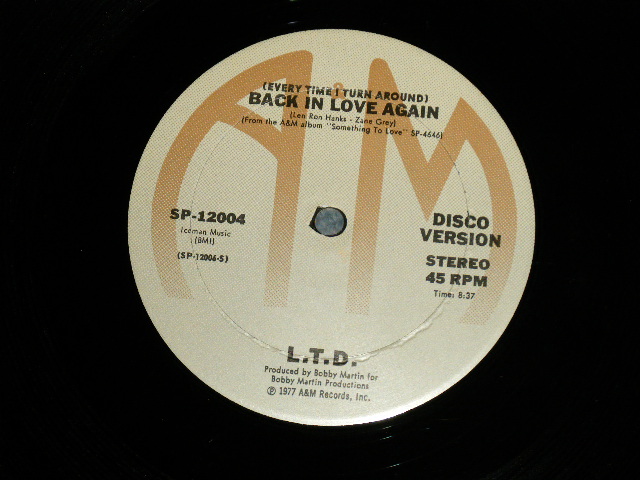 (EVERY TIME I TURN AROUND)
BACK IN LOVE AGAIN
(Len Ron Hanks - Zane Grey)
(From the A&M album "Something To Love" SP-4646)
SP-12004
Iceman Music
(BMI)
(SP-12006-S)
DISCO
VERSION
STEREO
45 RPM
Time: 8:37
L.T.D.
Produced by Bobby Martin for
Bobby Martin Productions
℗ 1977 A&M Records, Inc.